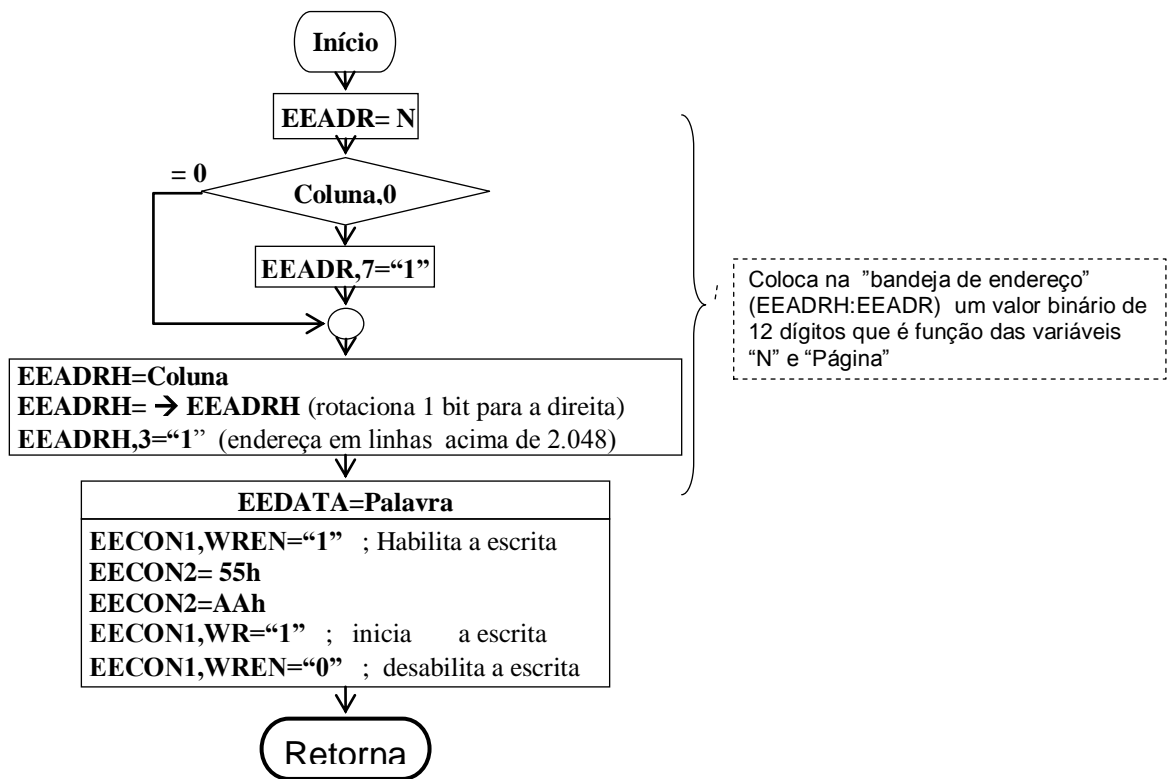 Início
EEADR= N
= 0
Coluna,0
EEADR,7=“1”
EEADRH=Coluna
EEADRH= → EEADRH (rotaciona 1 bit para a direita)
EEADRH,3=“1” (endereça em linhas acima de 2.048)
EEDATA=Palavra
EECON1,WREN=“1” ; Habilita a escrita
EECON2= 55h
EECON2=AAh
EECON1,WR=“1” ; inicia a escrita
EECON1,WREN=“0” ; desabilita a escrita
Retorna
Coloca na ”bandeja de endereço”
(EEADRH:EEADR) um valor binário de
12 dígitos que é função das variáveis
“N” e “Página”